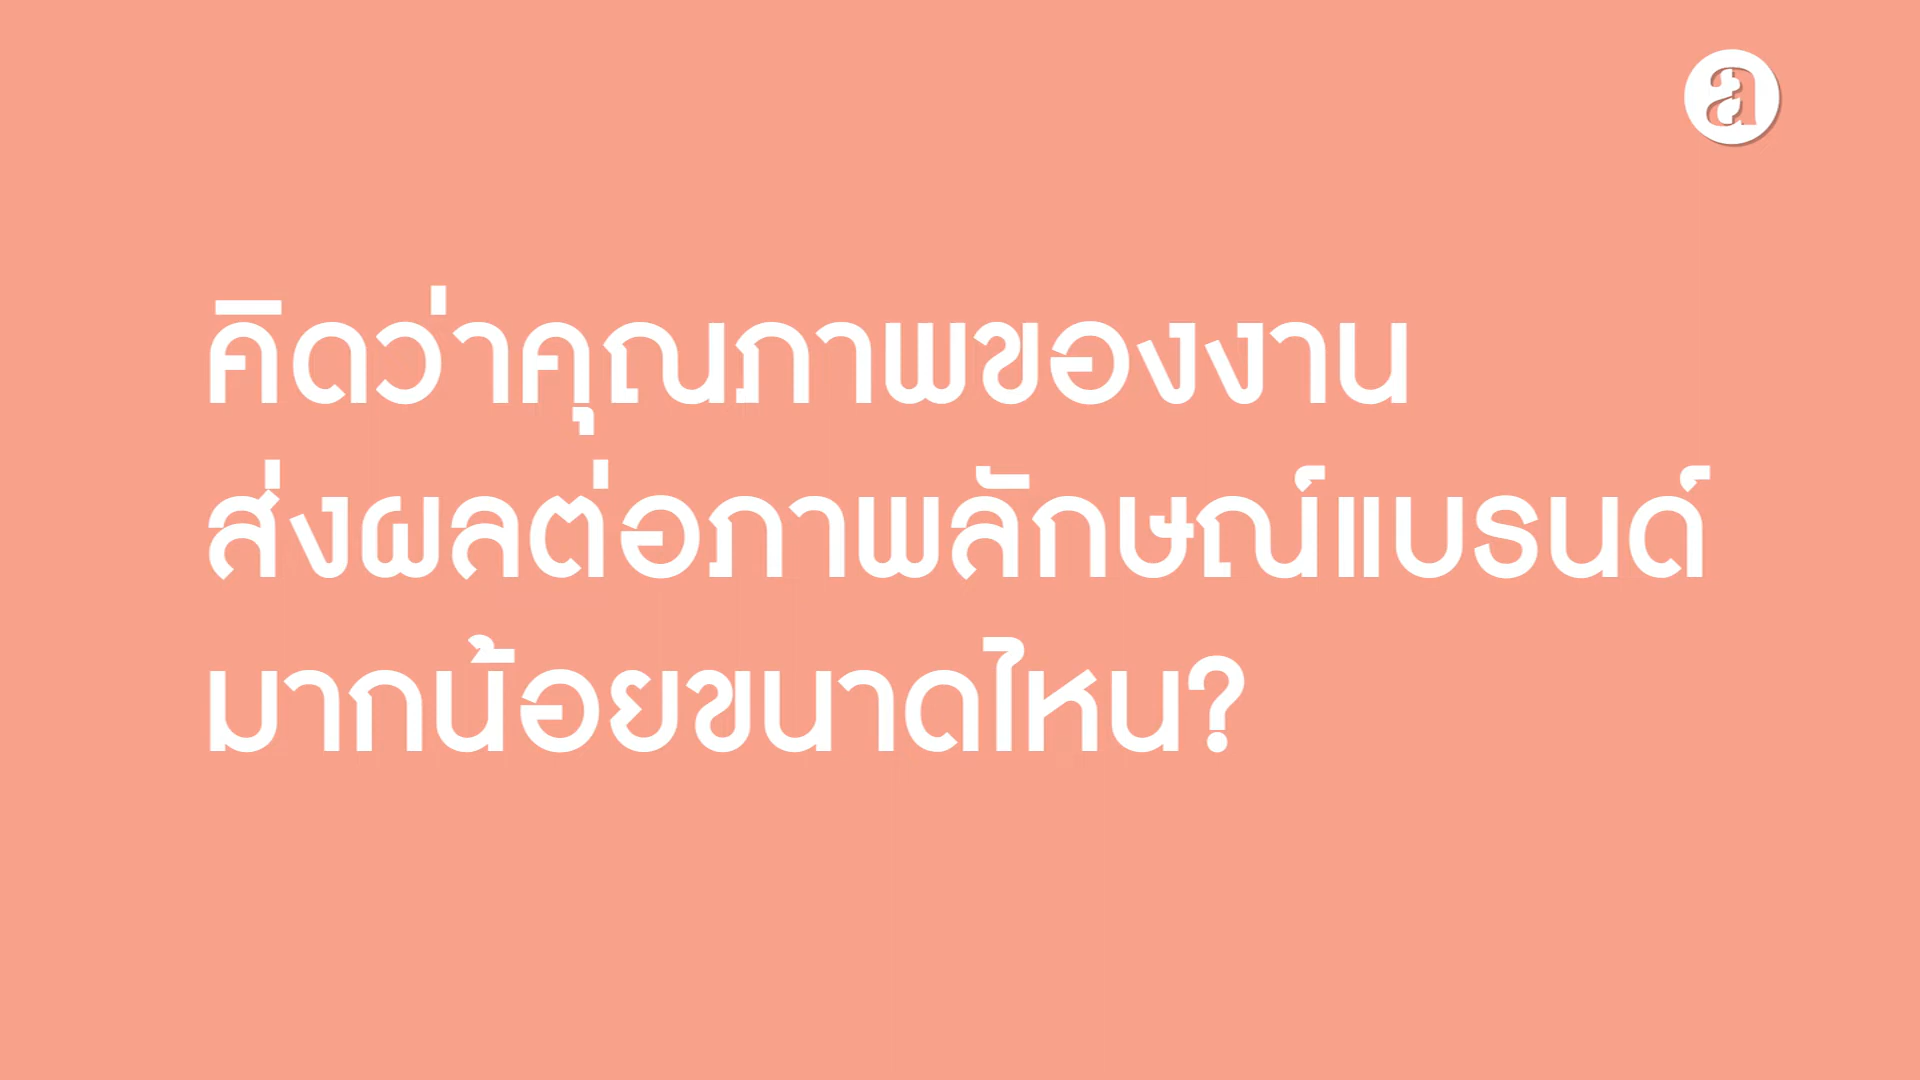 a
คิดว่าคุณภาพของงาน
ส่งผลต่อภาพลักษณ์แบรนด์
มากน้อยขนาดไหน?